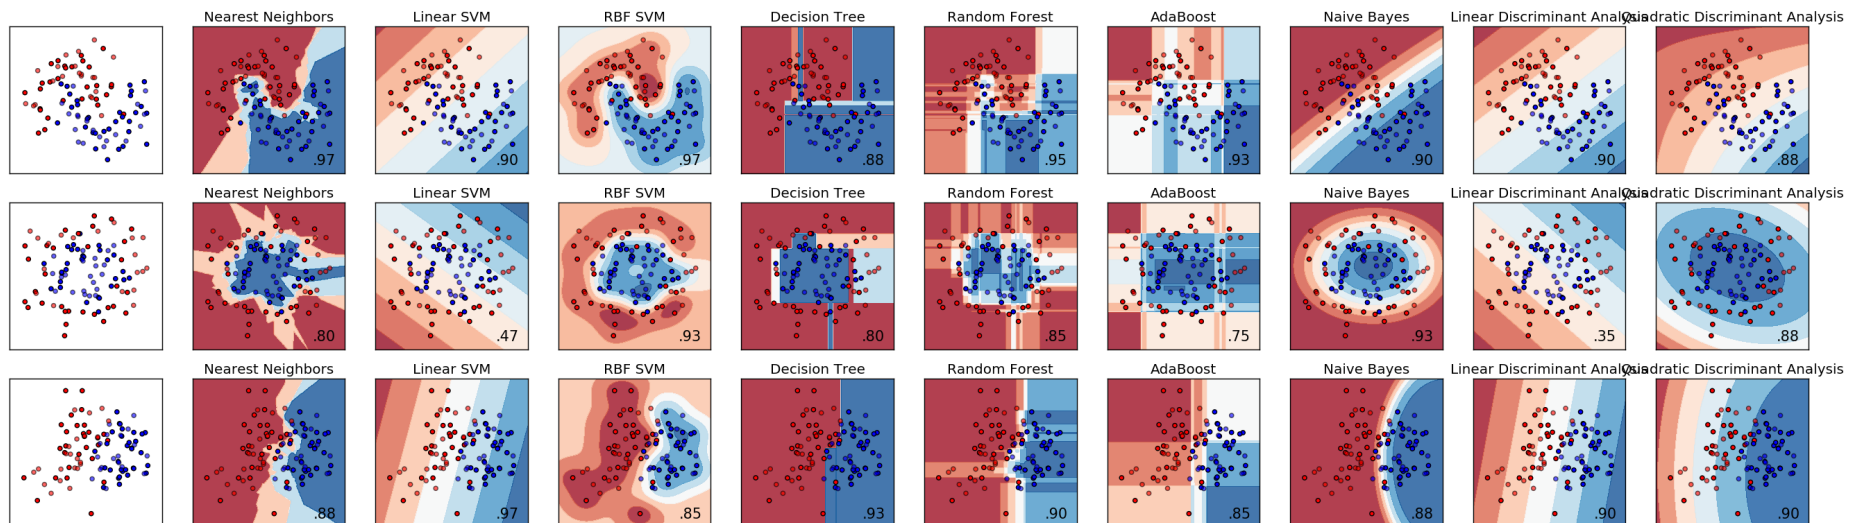 Nearest Neighbors Linear SVM RBF SVM Decision Tree Random Forest AdaBoost Naive Bayes Linear Discriminant Analysis Quadratic Discriminant Analysis
.97 .90 .97 .88 .95 .93 .90 .90 .88
Nearest Neighbors Linear SVM RBF SVM Decision Tree Random Forest AdaBoost Naive Bayes Linear Discriminant Analysis Quadratic Discriminant Analysis
.80 .47 .93 .80 .85 .75 .93 .35 .88
Nearest Neighbors Linear SVM RBF SVM Decision Tree Random Forest AdaBoost Naive Bayes Linear Discriminant Analysis Quadratic Discriminant Analysis
.88 .97 .85 .93 .90 .85 .88 .90 .90